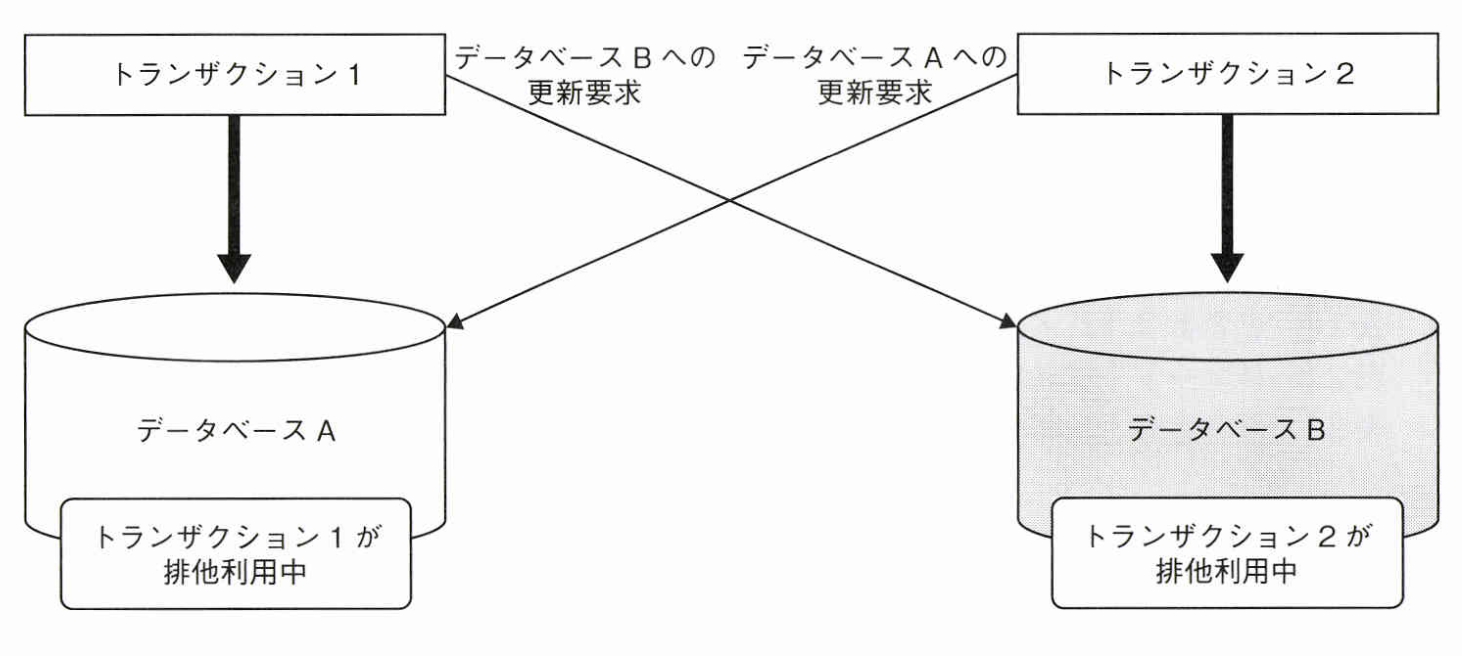 トランザクション1
データベースBへの
更新要求
データベースAへの
更新要求
トランザクション2
データベースA
トランザクション1が
排他利用中
データベースB
トランザクション2が
排他利用中